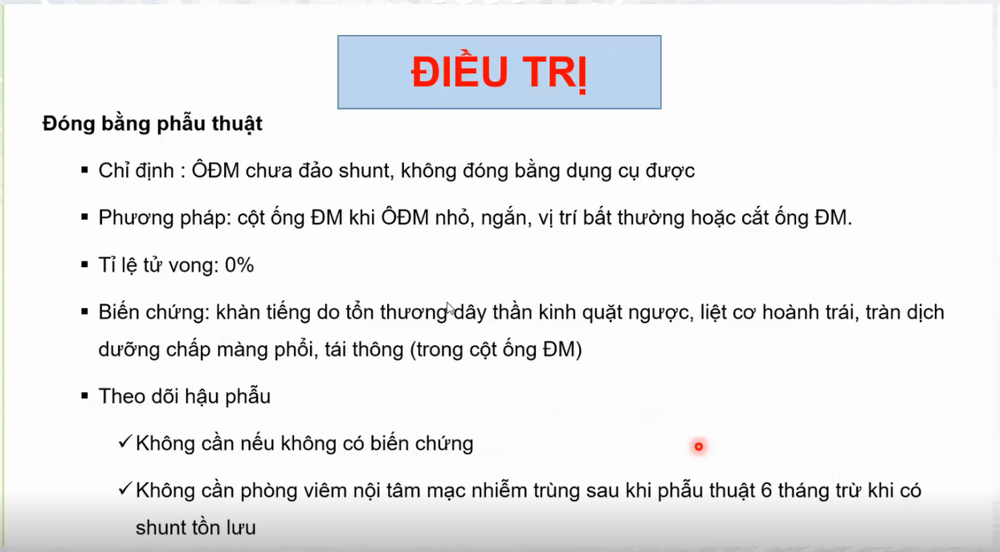 ĐIỀU TRỊ
Đóng bằng phẫu thuật
▪ Chỉ định : ÔĐM chưa đảo shunt, không đóng bằng dụng cụ được
▪ Phương pháp: cột ống ĐM khi ÔĐM nhỏ, ngắn, vị trí bất thường hoặc cắt ống ĐM.
▪ Tỉ lệ tử vong: 0%
▪ Biến chứng: khàn tiếng do tổn thương dây thần kinh quặt ngược, liệt cơ hoành trái, tràn dịch
dưỡng chấp màng phổi, tái thông (trong cột ống ĐM)
▪ Theo dõi hậu phẫu
✓Không cần nếu không có biến chứng
✓Không cần phòng viêm nội tâm mạc nhiễm trùng sau khi phẫu thuật 6 tháng trừ khi có
shunt tồn lưu